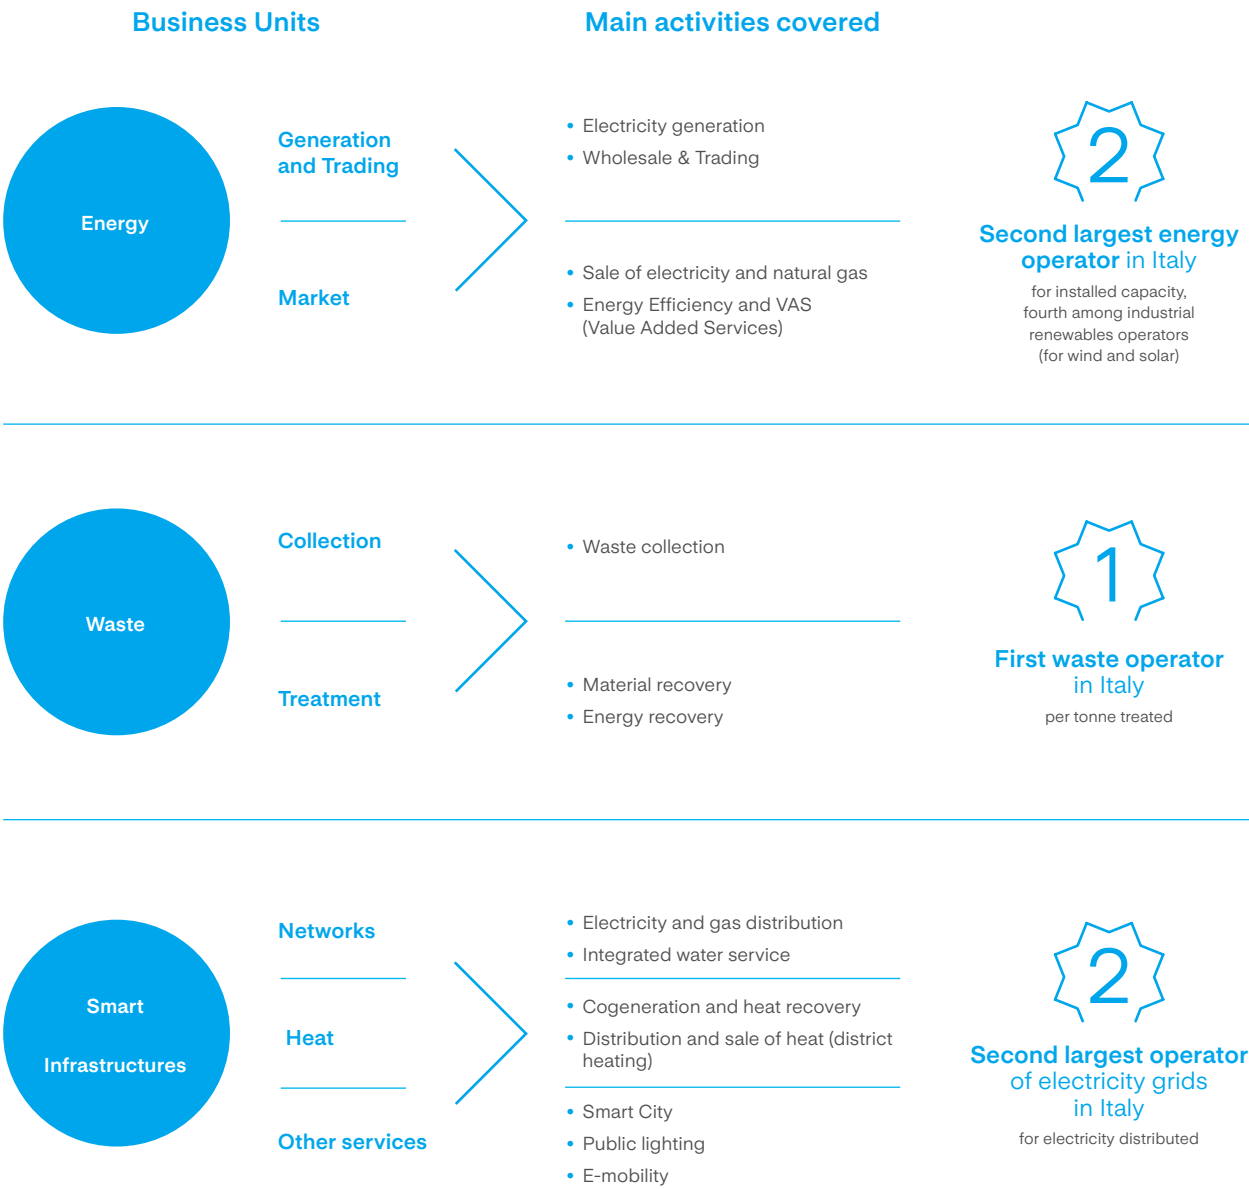 Business Units
Main activities covered
Energy
Generation
and Trading
Market
• Electricity generation
• Wholesale & Trading
• Sale of electricity and natural gas
• Energy Efficiency and VAS
(Value Added Services)
2
Second largest energy
operator in Italy
for installed capacity,
fourth among industrial
renewables operators
(for wind and solar)
Waste
Collection
Treatment
• Waste collection
• Material recovery
• Energy recovery
1
First waste operator
in Italy
per tonne treated
Smart
Infrastructures
Networks
Heat
Other services
• Electricity and gas distribution
• Integrated water service
• Cogeneration and heat recovery
• Distribution and sale of heat (district
heating)
• Smart City
• Public lighting
• E-mobility
2
Second largest operator
of electricity grids
in Italy
for electricity distributed